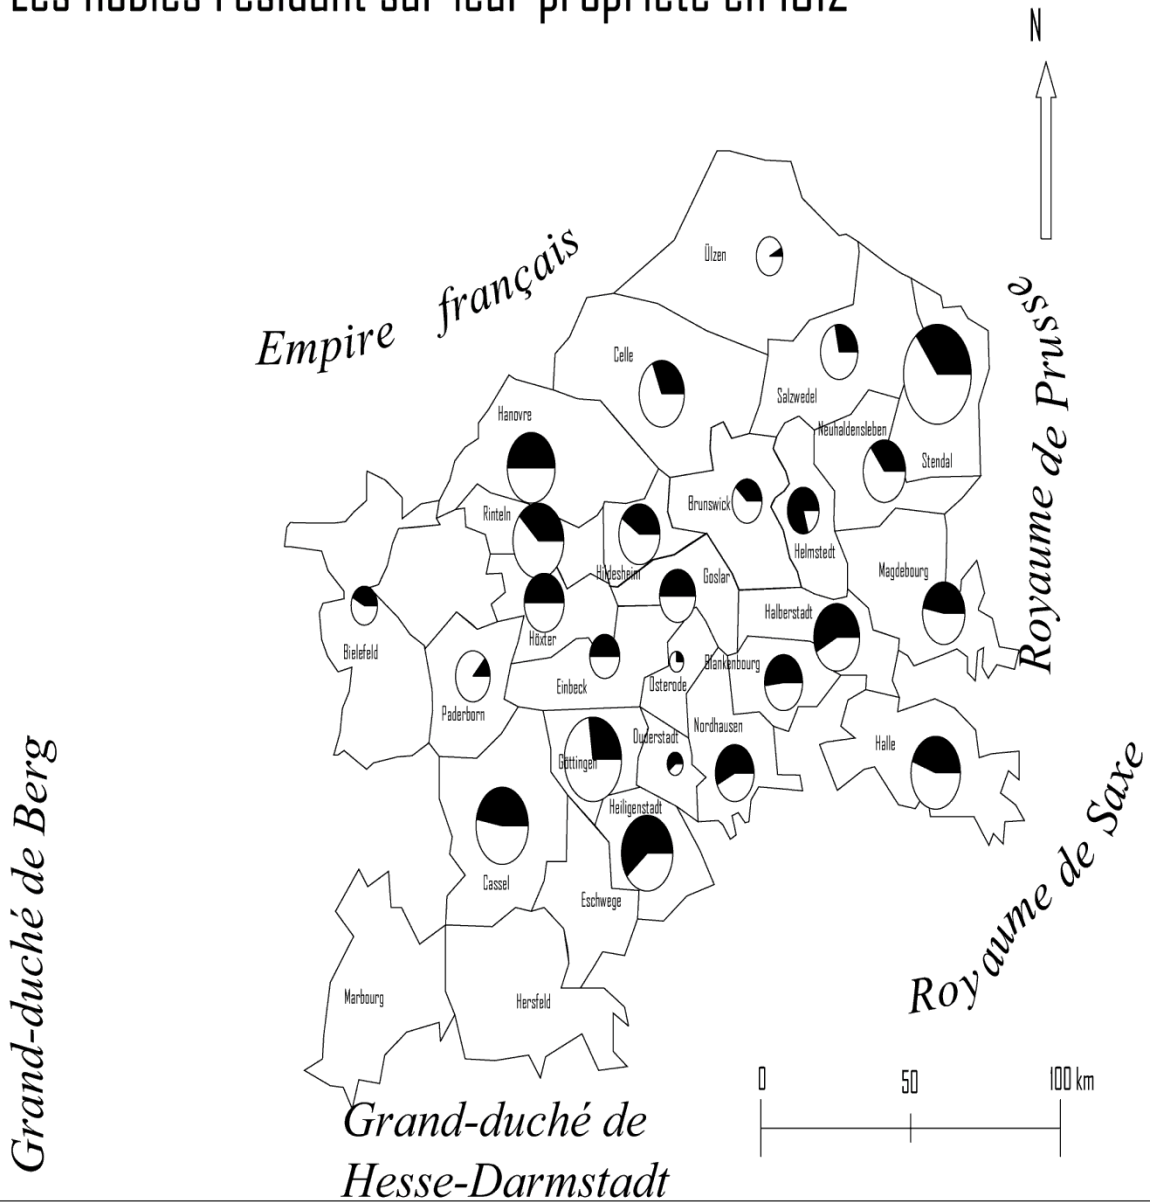 Les nobles résidant sur leur propriété en 1812
N
Empire français
Royaume de Prusse
Ülzen
Celle
Salzwedel
Hanovre
Neuhaldensleben
Stendal
Rinteln
Brunswick
Helmstedt
Hildesheim
Goslar
Magdebourg
Halberstadt
Höxter
Bielefeld
Blankenbourg
Einbeck
Osterode
Paderborn
Nordhausen
Duderstadt
Halle
Göttingen
Heiligenstadt
Cassel
Eschwege
Marbourg
Hersfeld
Grand-duché de Berg
Royaume de Saxe
0 50 100 km
Grand-duché de
Hesse-Darmstadt